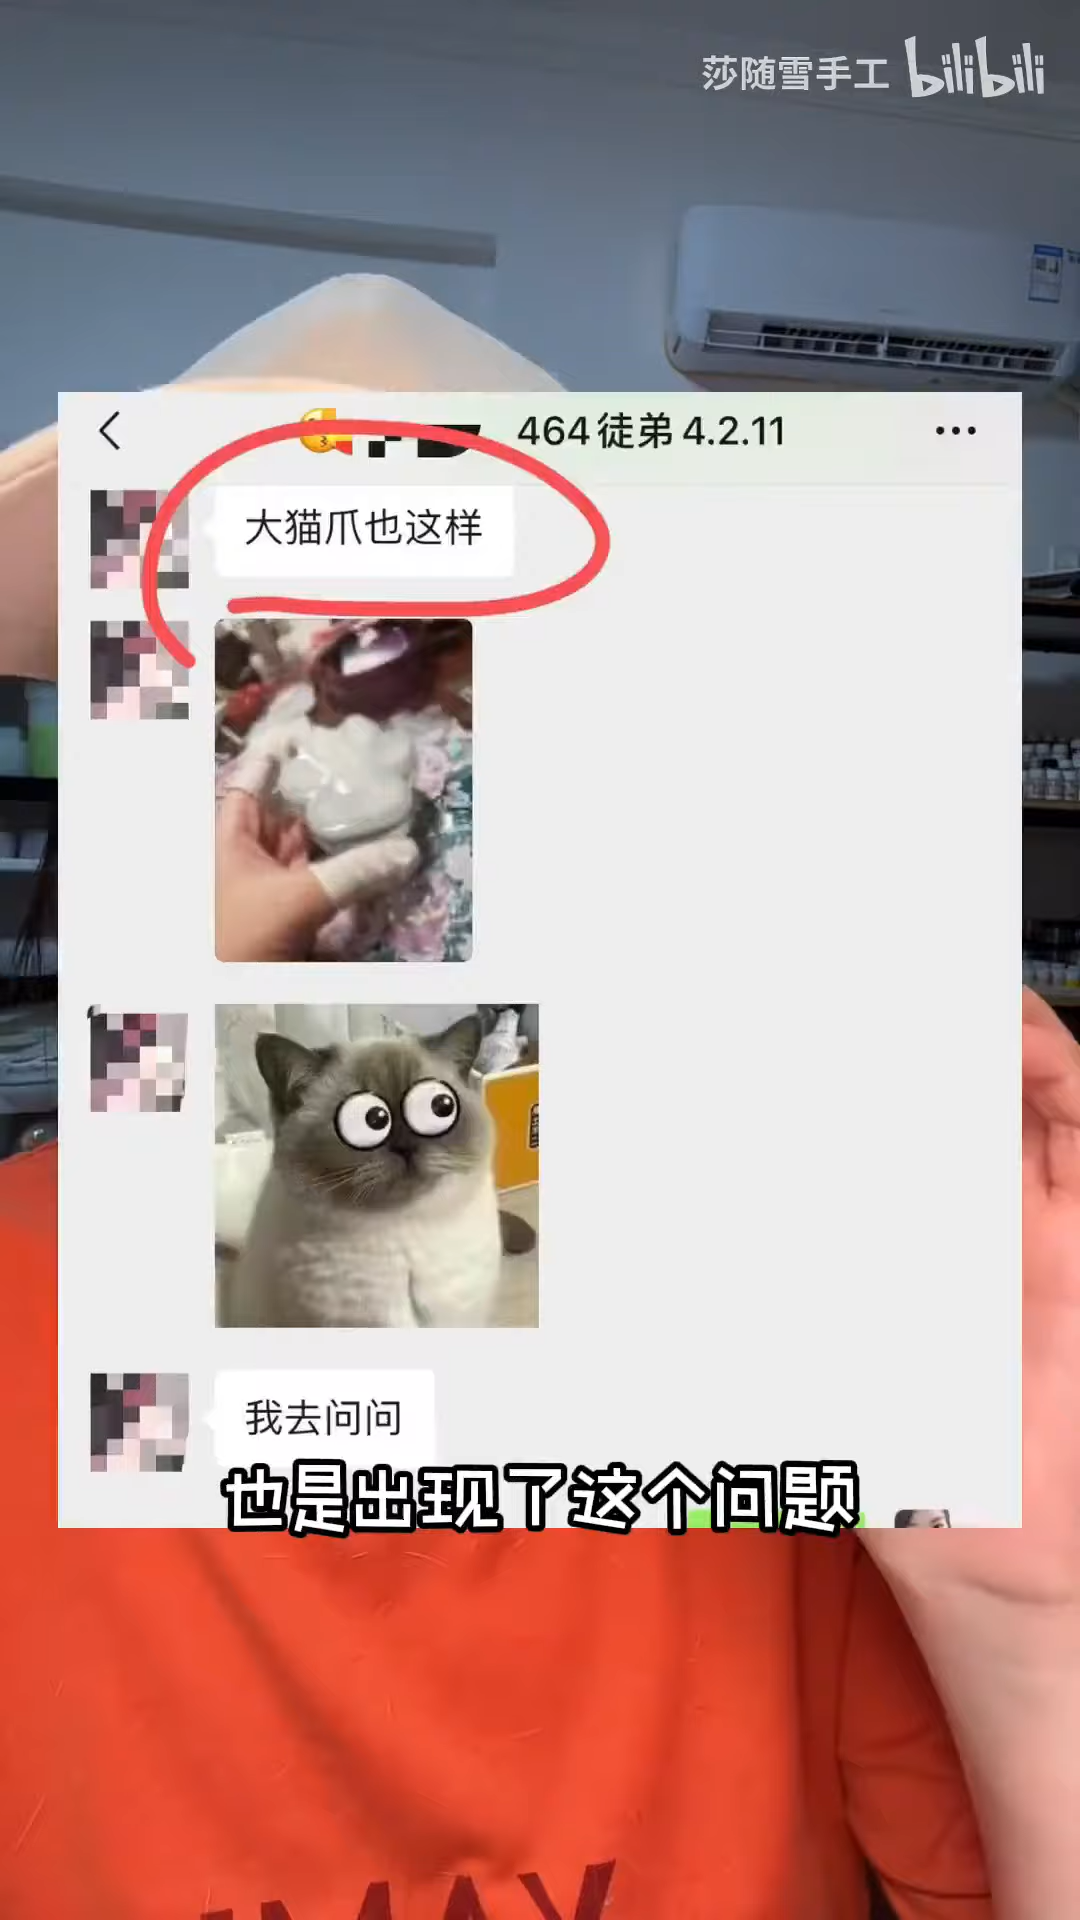 莎随雪手工 bilibili
464徒弟4.2.11
大猫爪也这样
我去问问
也是出现了这个问题